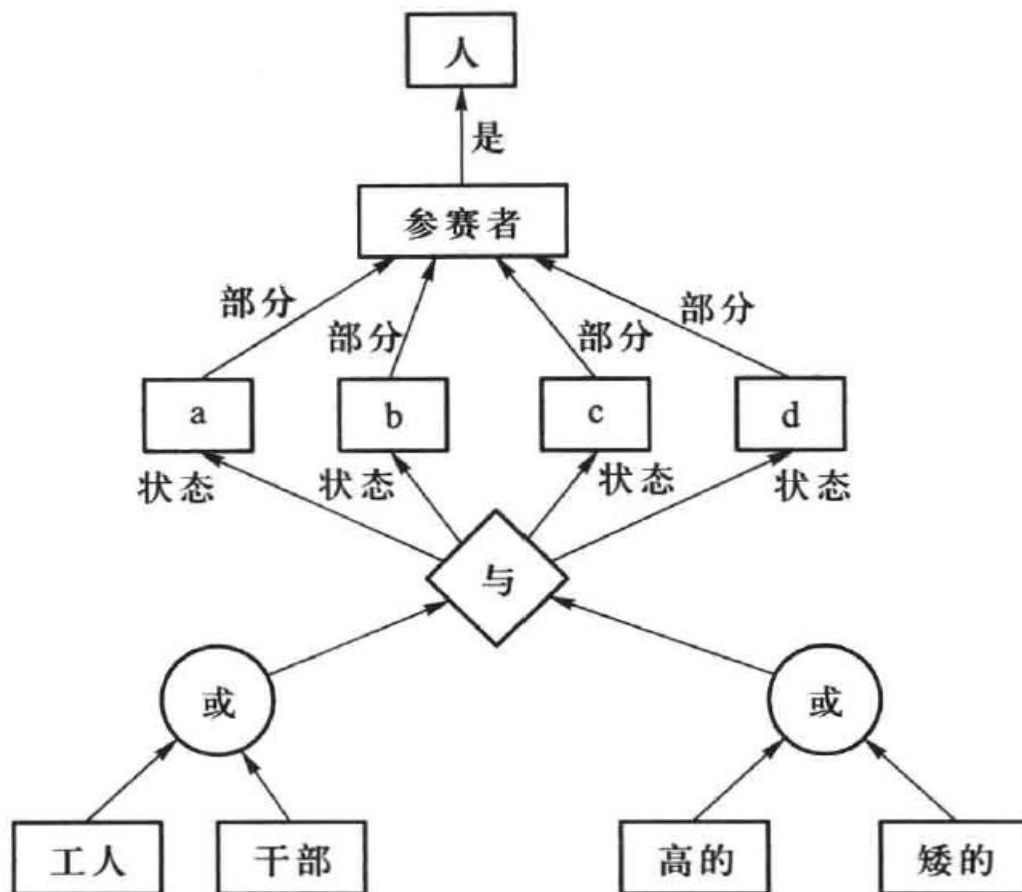 人
是
参赛者
部分
部分
部分
部分
a
b
c
d
状态
状态
状态
状态
与
或
或
工人
干部
高的
矮的